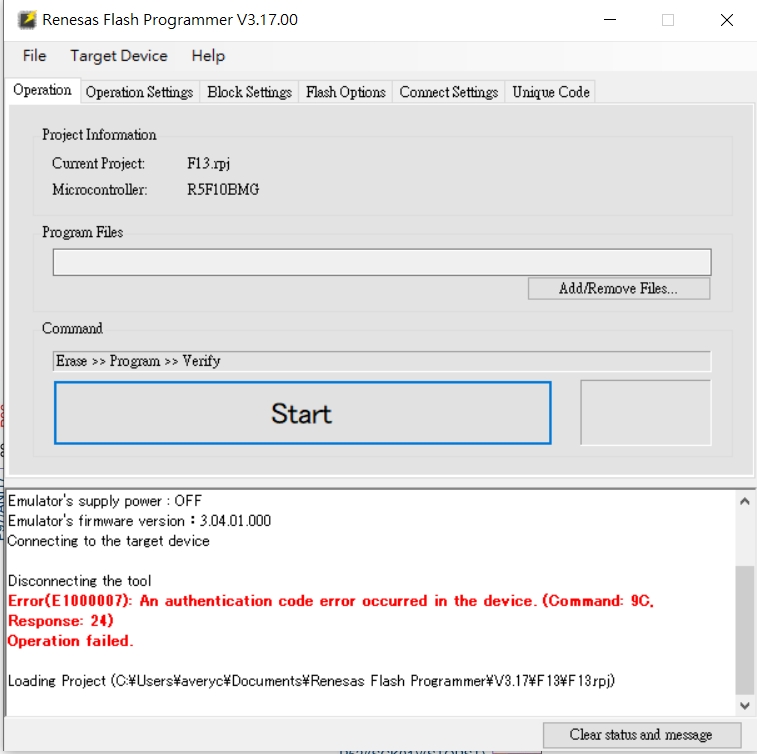 Renesas Flash Programmer V3.17.00
File Target Device Help
Operation Operation Settings Block Settings Flash Options Connect Settings Unique Code
Project Information
Current Project: F13.rpj
Microcontroller: R5F10BMG
Program Files
Add/Remove Files...
Command
Erase >> Program >> Verify
Start
Emulator's supply power : OFF
Emulator's firmware version : 3.04.01.000
Connecting to the target device
Disconnecting the tool
Error(E1000007): An authentication code error occurred in the device. (Command: 9C,
Response: 24)
Operation failed.
Loading Project (C:¥Users¥averyc¥Documents¥Renesas Flash Programmer¥V3.17¥F13¥F13.rpj)
Clear status and message